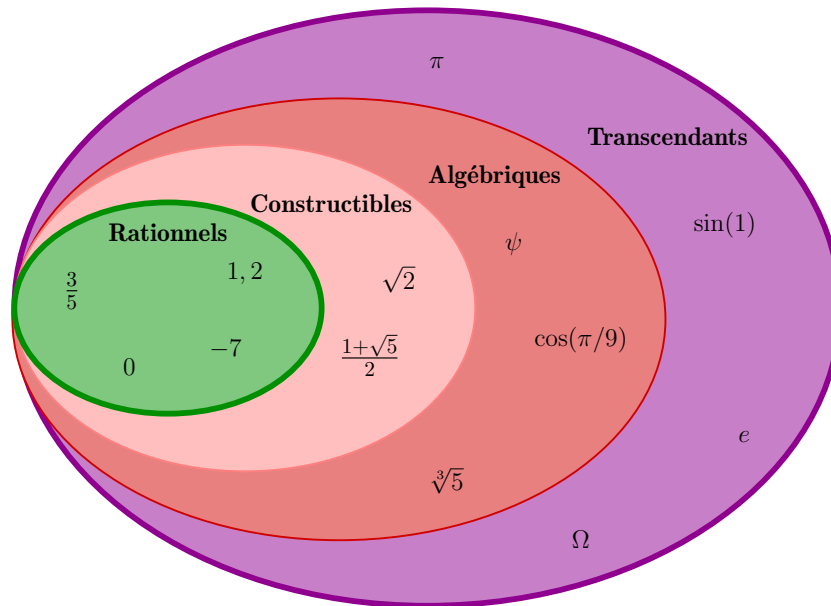 π
Transcendants
Algébriques
Constructibles
sin(1)
Rationnels
ψ
1, 2
√2
3/5
cos(π/9)
−7
(1+√5)/2
0
e
∛5
Ω